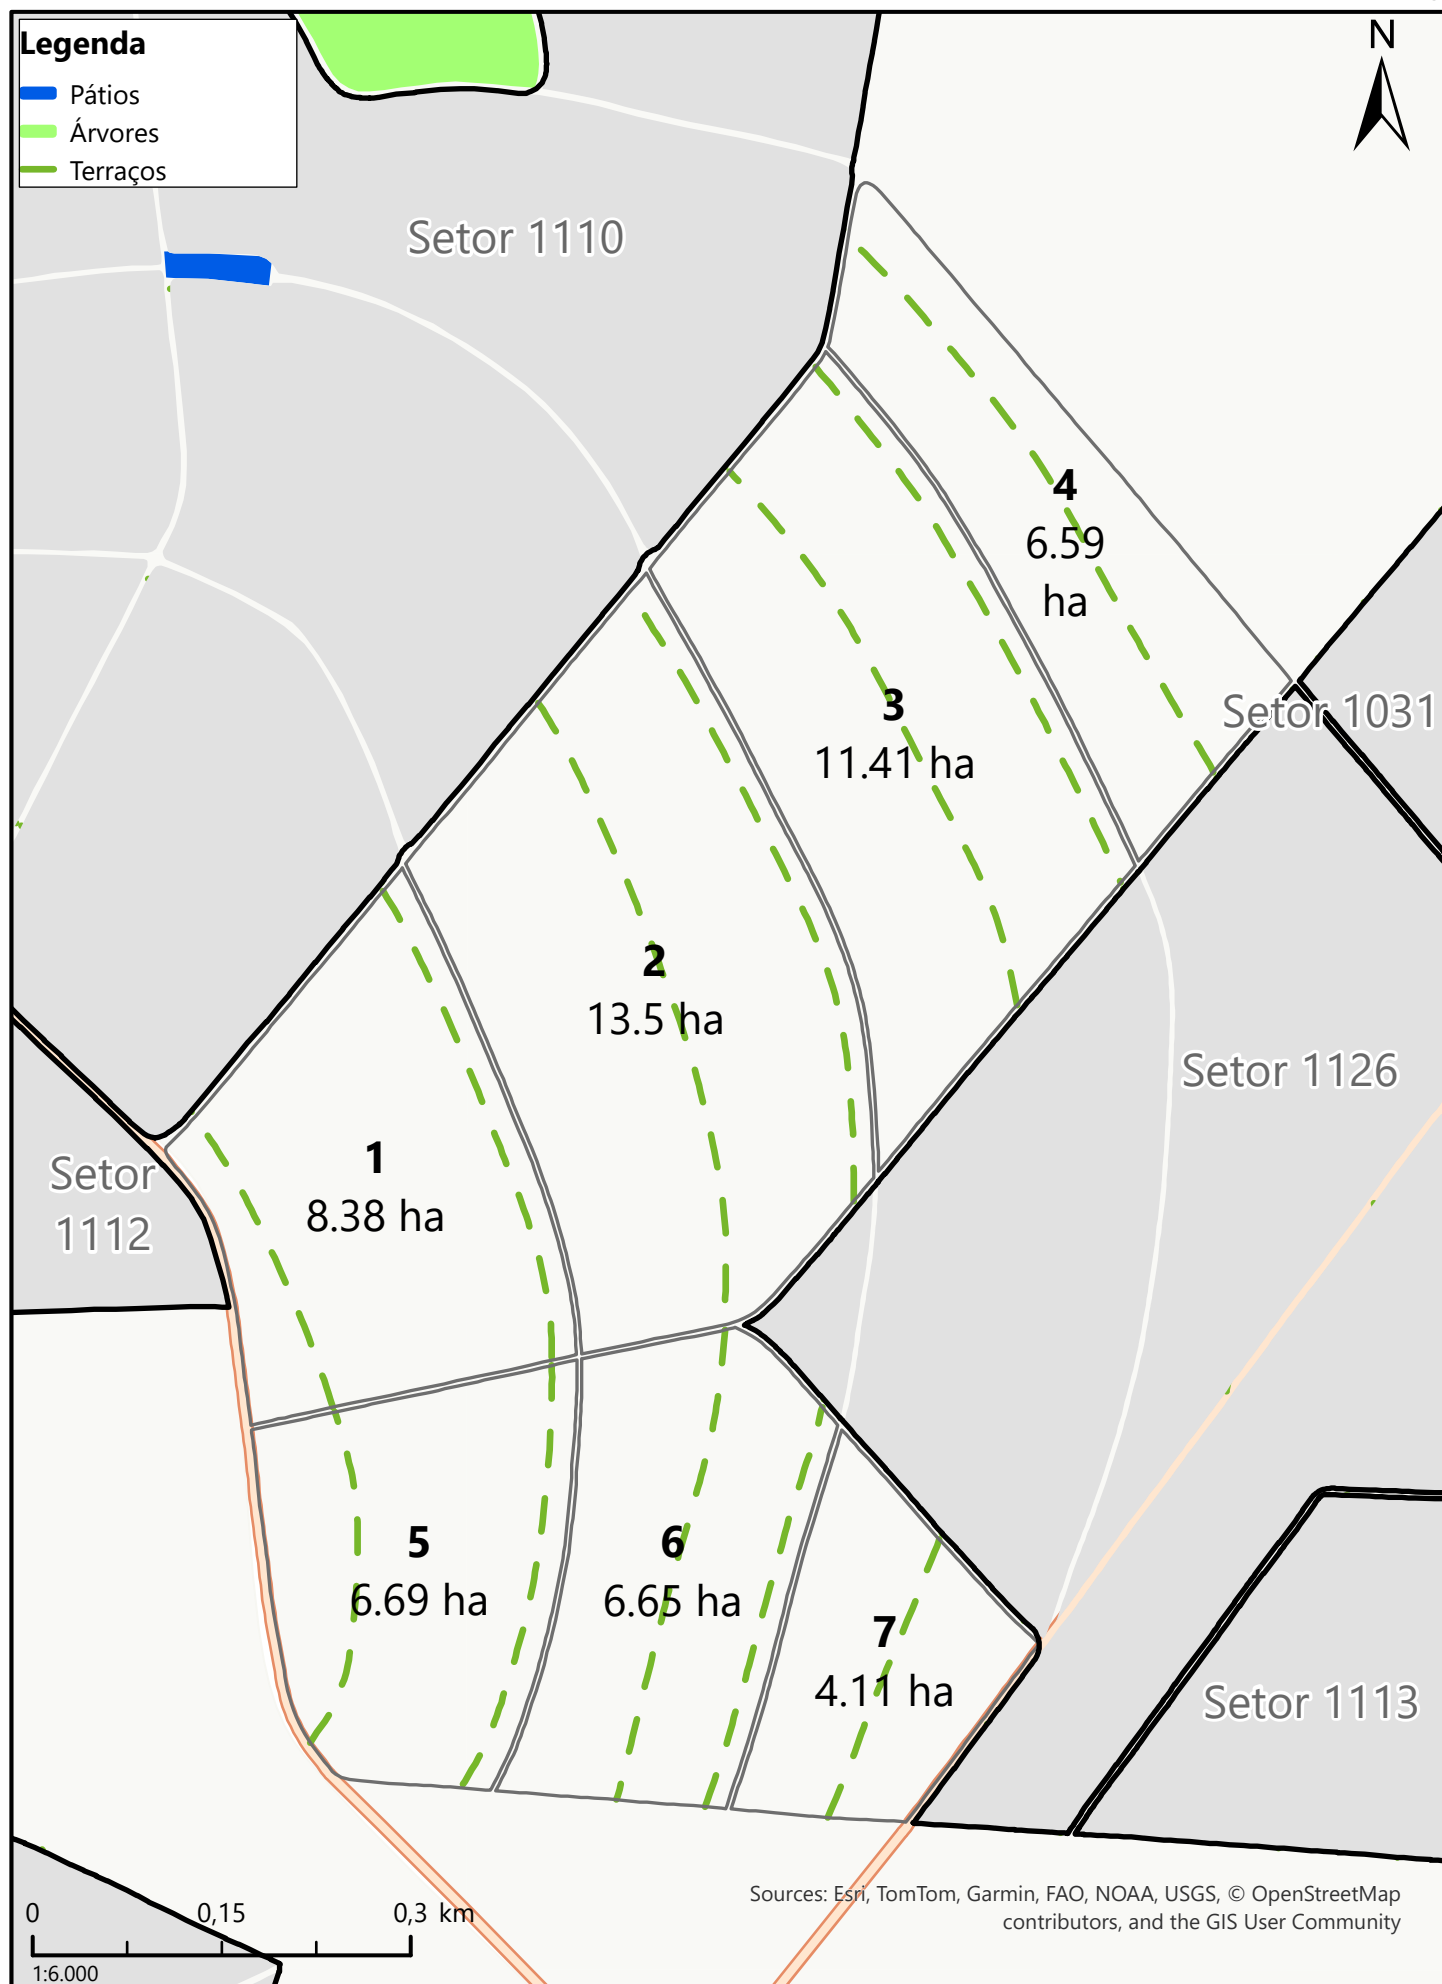 Legenda
Pátios
Árvores
Terraços
N
Setor 1110
4
6.59
ha
3
11.41 ha
Setor 1031
2
13.5 ha
Setor 1126
1
8.38 ha
Setor
1112
5
6.69 ha
6
6.65 ha
7
4.11 ha
Setor 1113
Sources: Esri, TomTom, Garmin, FAO, NOAA, USGS, © OpenStreetMap
contributors, and the GIS User Community
0 0,15 0,3 km
1:6.000